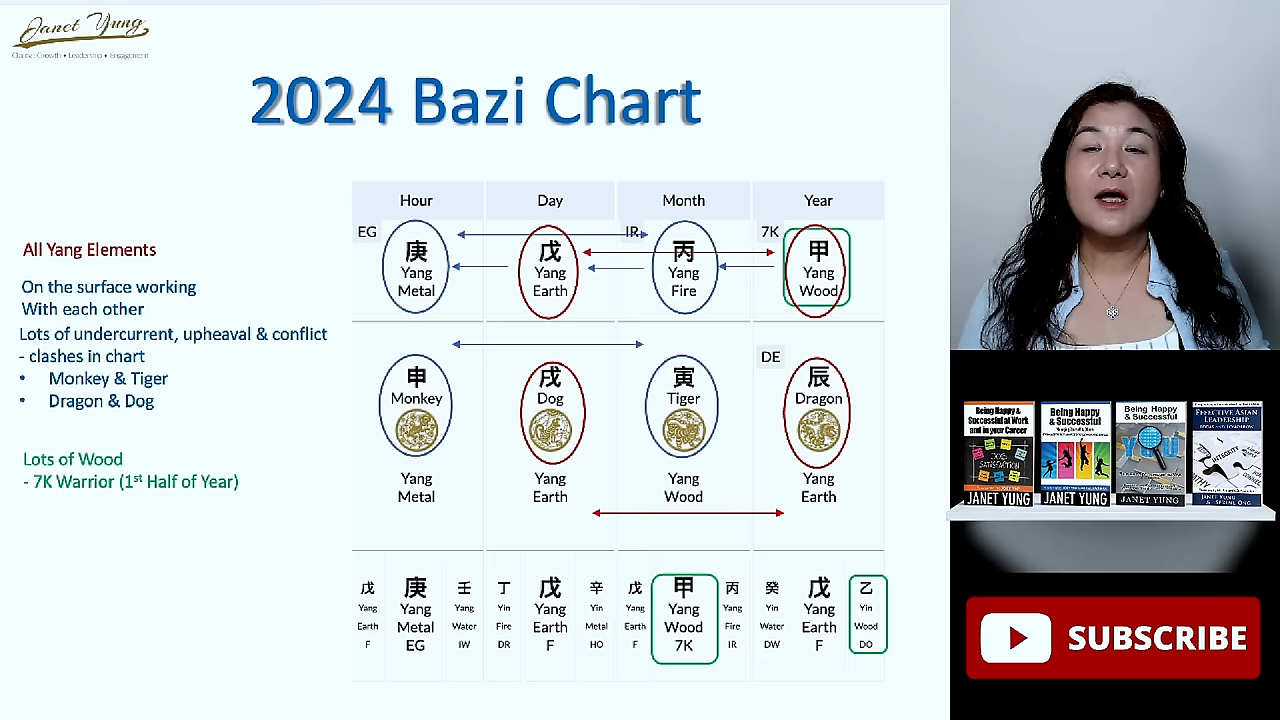 Janet Yung
Clarity • Growth • Leadership • Engagement
2024 Bazi Chart
All Yang Elements
On the surface working
With each other
Lots of undercurrent, upheaval & conflict
- clashes in chart
• Monkey & Tiger
• Dragon & Dog
Lots of Wood
- 7K Warrior (1st Half of Year)
Hour Day Month Year
EG IR 7K
庚 戊 丙 甲
Yang Yang Yang Yang
Metal Earth Fire Wood
DE
申 戌 寅 辰
Monkey Dog Tiger Dragon
Yang Yang Yang Yang
Metal Earth Wood Earth
戊 庚 壬 丁 戊 辛 戊 甲 丙 癸 戊 乙
Yang Yang Yang Yin Yang Yin Yang Yang Yang Yin Yang Yin
Earth Metal Water Fire Earth Metal Earth Wood Fire Water Earth Wood
F EG IW DR F HO F 7K IR DW F DO
Being Happy &
Successful at Work
and in your Career
JOB
SATISFACTION
JANET YUNG
Being Happy
& Successful
JANET YUNG
Being Happy
& Successful
YOU
JANET YUNG
EFFECTIVE ASIAN
LEADERSHIP
INTEGRITY
JANET YUNG
SUBSCRIBE